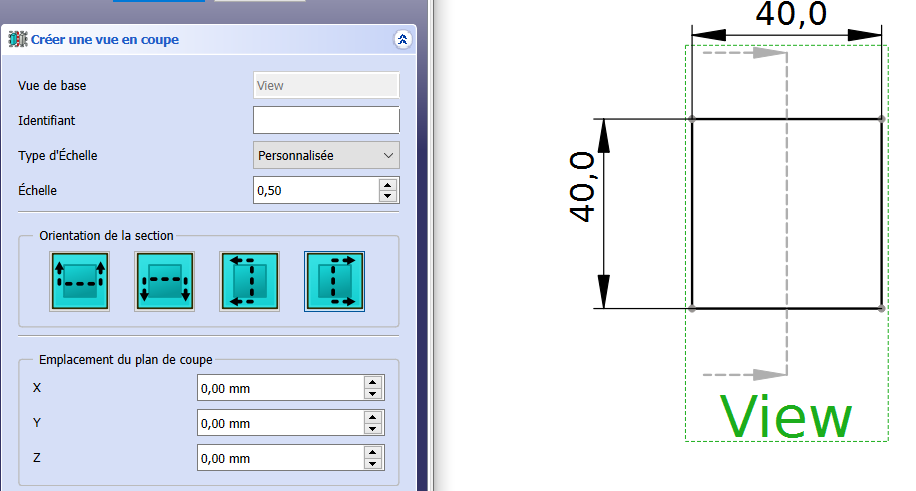 Créer une vue en coupe
Vue de base View
Identifiant
Type d'Échelle Personnalisée
Échelle 0,50
Orientation de la section
Emplacement du plan de coupe
X 0,00 mm
Y 0,00 mm
Z 0,00 mm
40,0
40,0
View